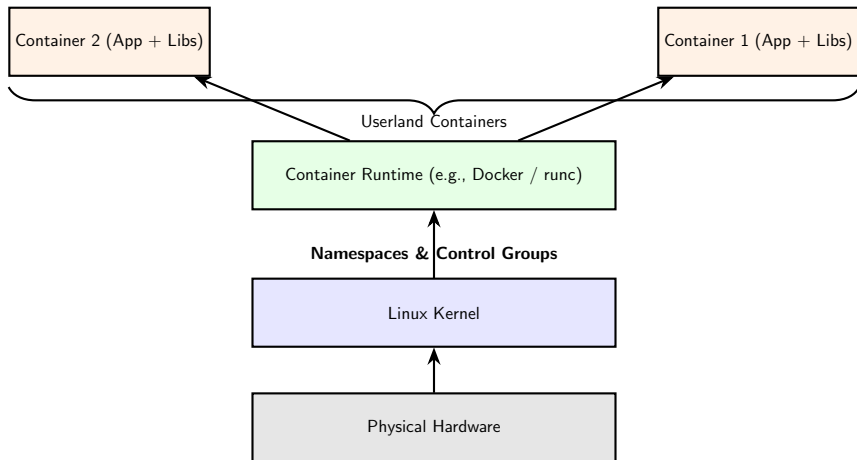 Container 2 (App + Libs)
Container 1 (App + Libs)
Userland Containers
Container Runtime (e.g., Docker / runc)
Namespaces & Control Groups
Linux Kernel
Physical Hardware